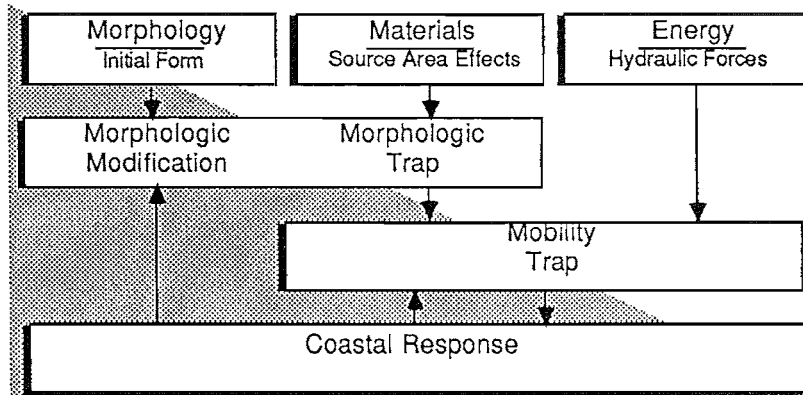 Morphology
Initial Form
Materials
Source Area Effects
Energy
Hydraulic Forces
Morphologic
Modification
Morphologic
Trap
Mobility
Trap
Coastal Response